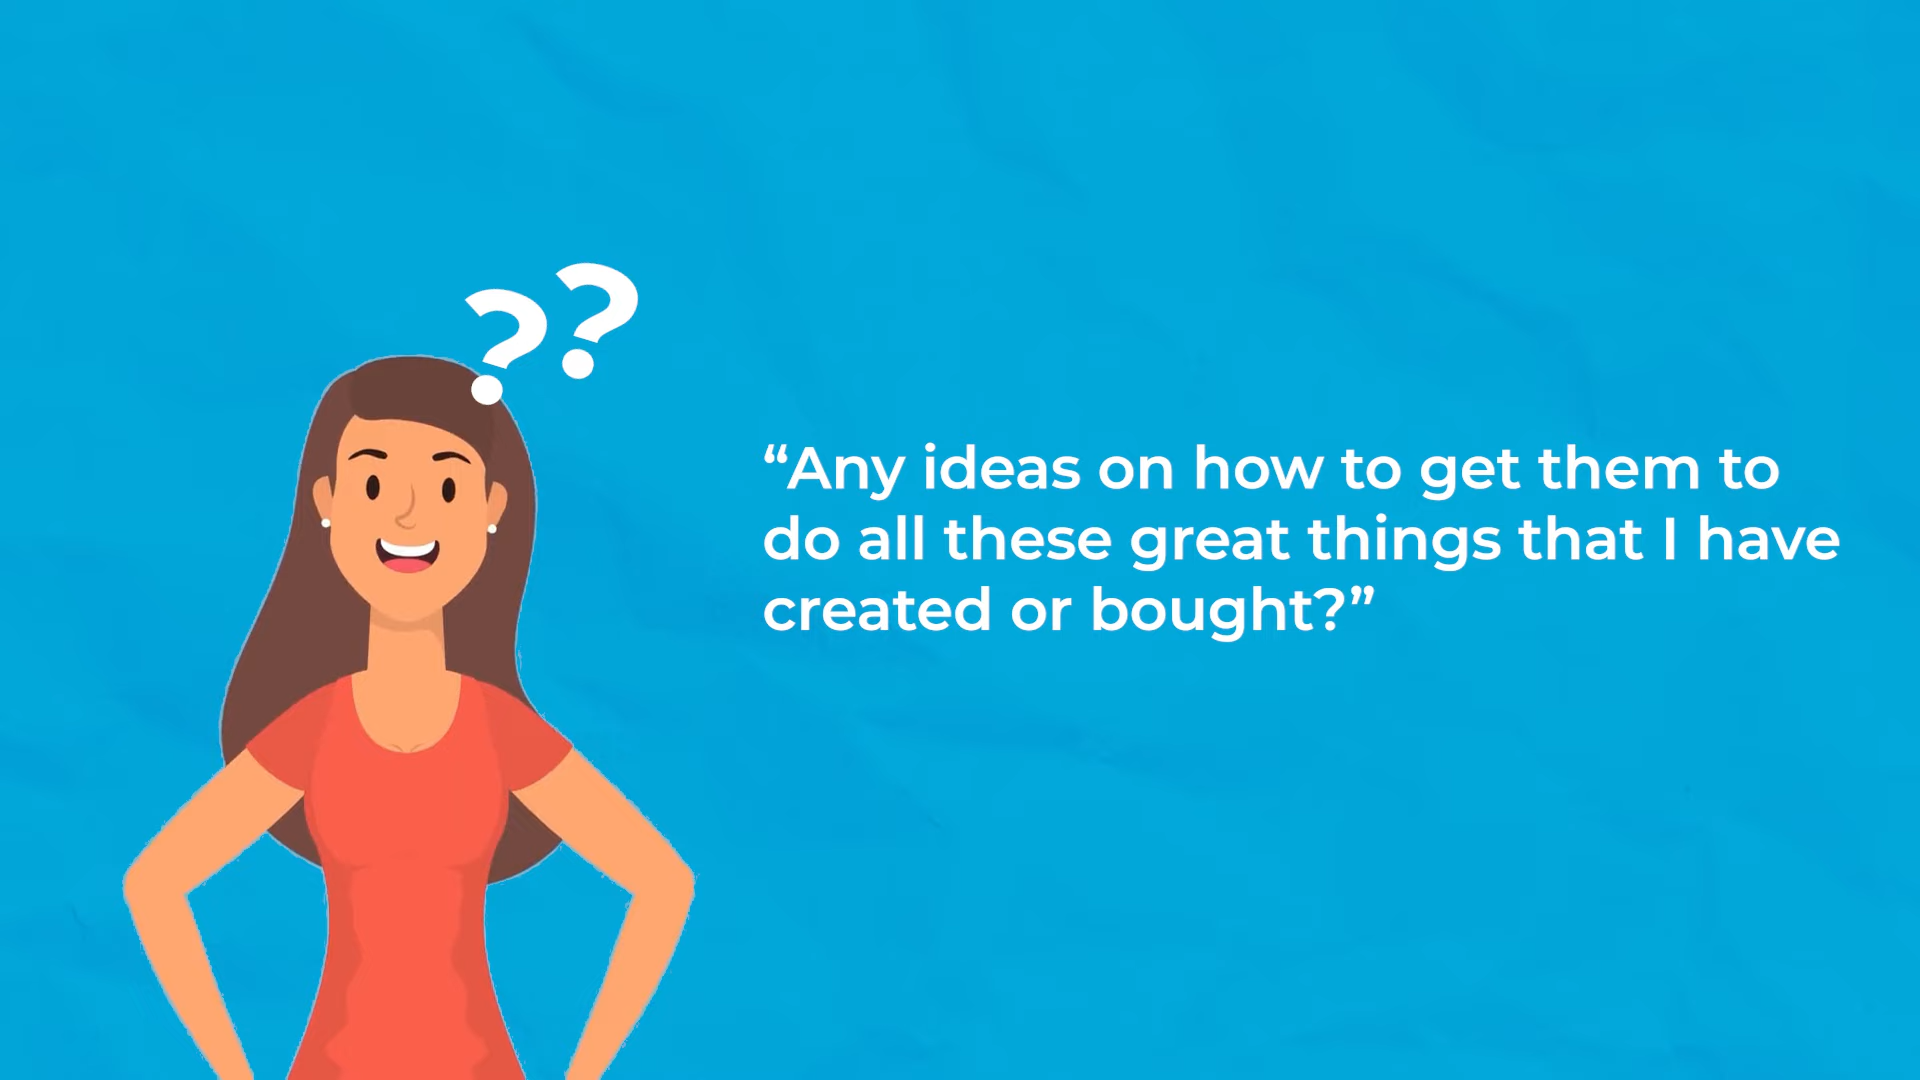 ??
“Any ideas on how to get them to
do all these great things that I have
created or bought?”